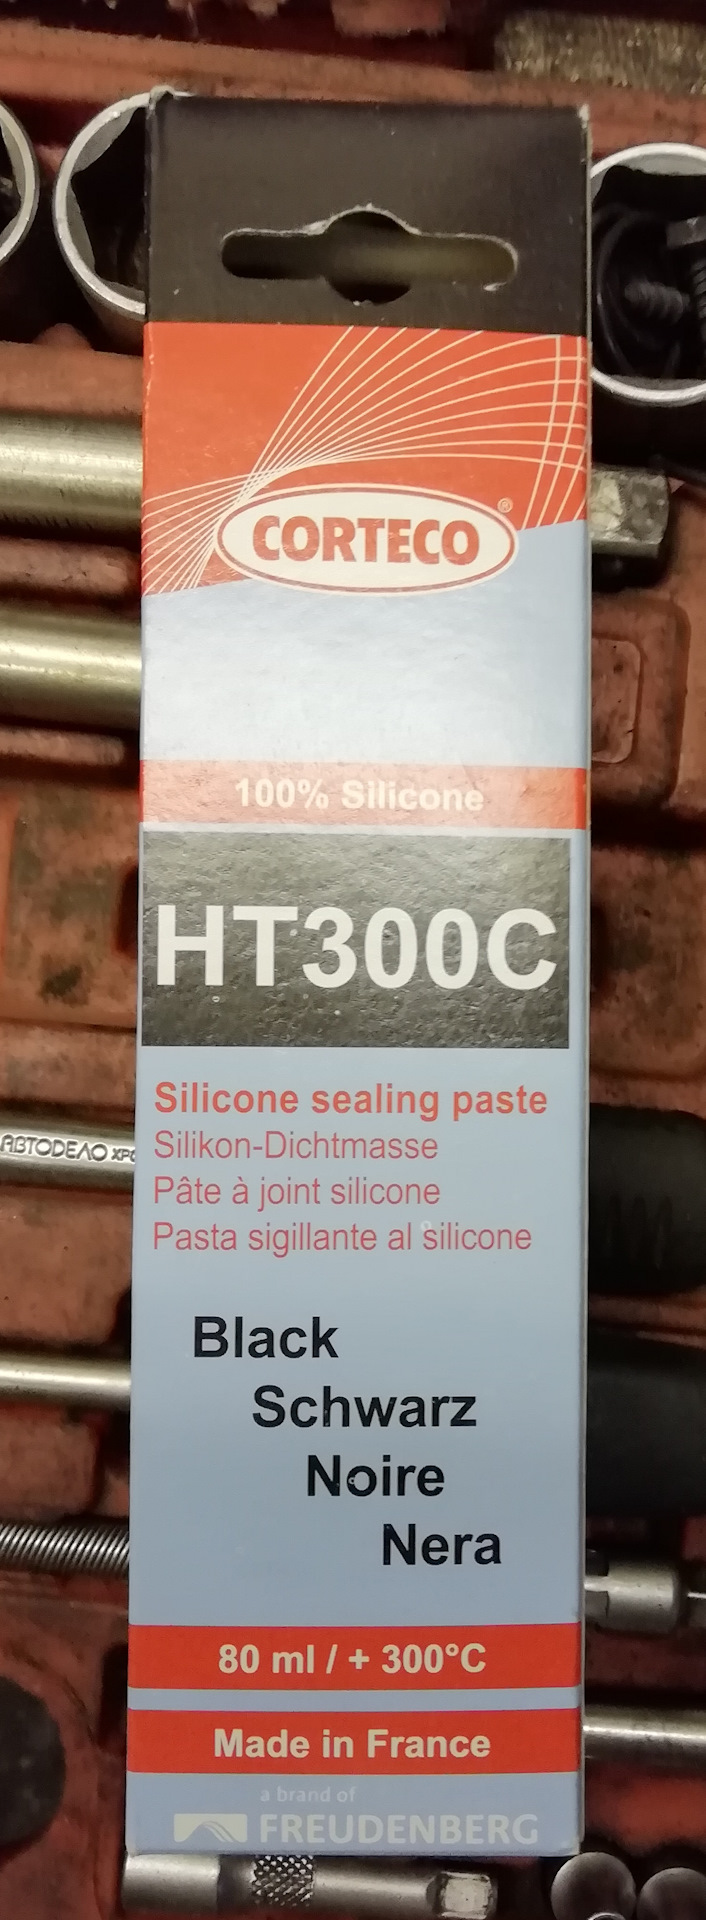 CORTECO®
100% Silicone
HT300C
Silicone sealing paste
Silikon-Dichtmasse
Pâte à joint silicone
Pasta sigillante al silicone
АВТОДЕЛО
Black
Schwarz
Noire
Nera
80 ml / + 300°C
Made in France
a brand of
FREUDENBERG